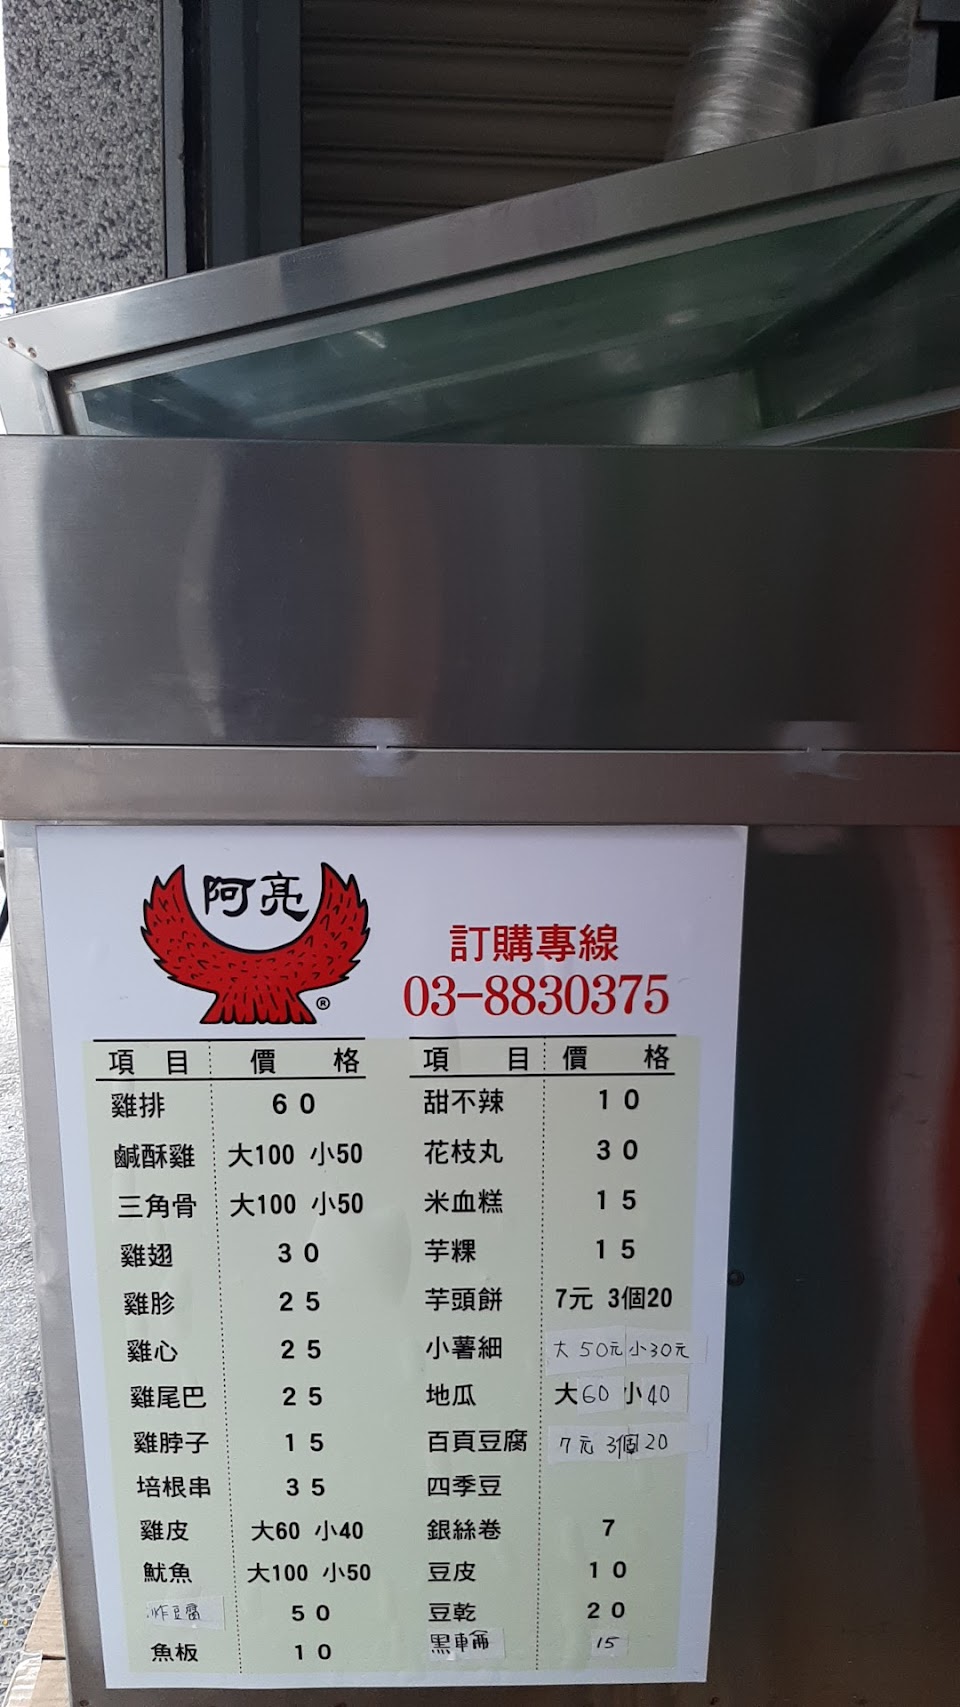 阿亮
®
訂購專線
03-8830375
項目 價格
雞排 60
鹹酥雞 大100 小50
三角骨 大100 小50
雞翅 30
雞胗 25
雞心 25
雞尾巴 25
雞脖子 15
培根串 35
雞皮 大60 小40
魷魚 大100 小50
炸豆腐 50
魚板 10
項目 價格
甜不辣 10
花枝丸 30
米血糕 15
芋粿 15
芋頭餅 7元 3個20
小薯細 大50元 小30元
地瓜 大60 小40
百頁豆腐 7元 3個20
四季豆
銀絲卷 7
豆皮 10
豆乾 20
黑輪 15